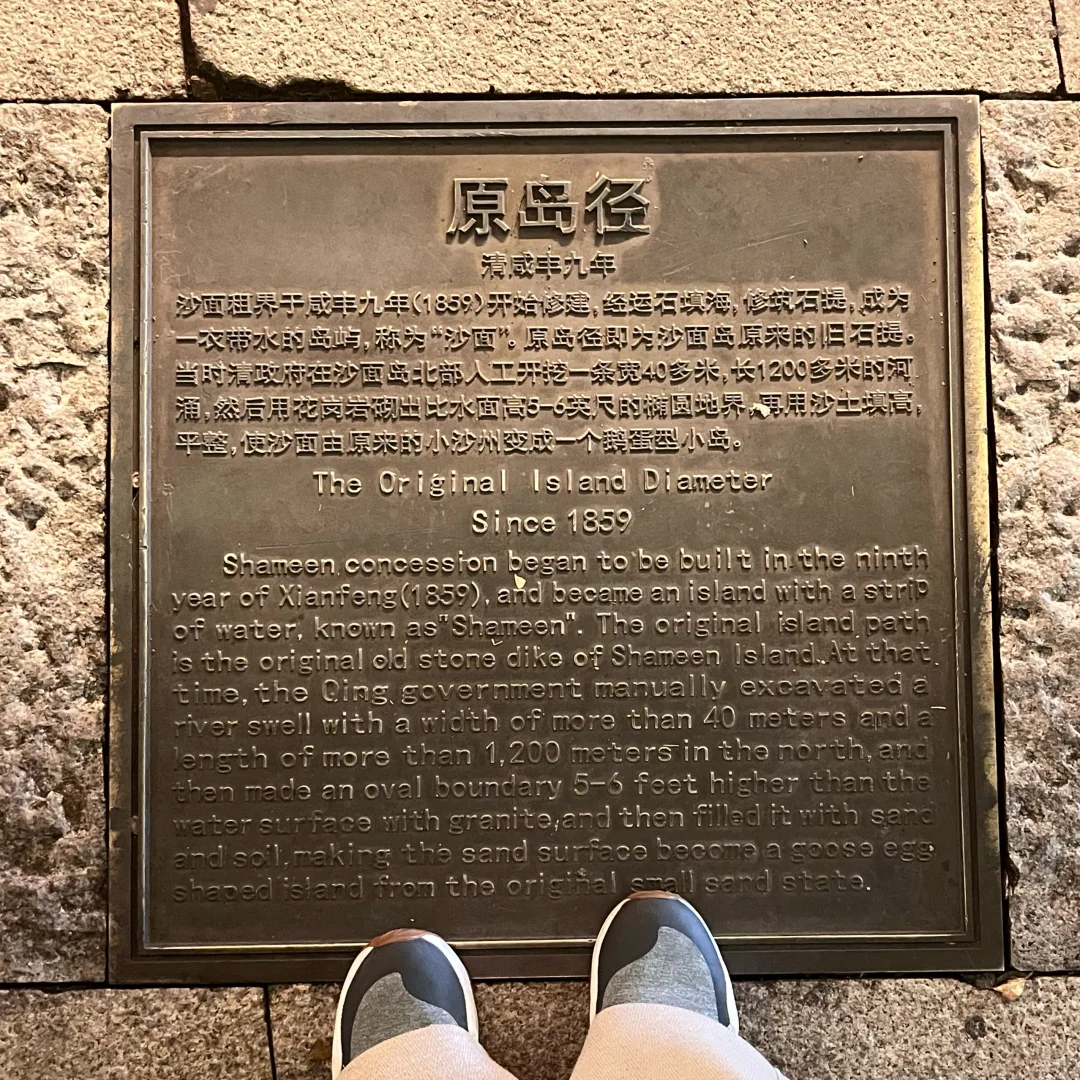 原岛径
清咸丰九年
沙面租界于咸丰九年(1859)开始修建,经运石填海,修筑石提,成为
一衣带水的岛屿,称为“沙面”。原岛径即为沙面岛原来的旧石提。
当时清政府在沙面岛北部人工开挖一条宽40多米,长1200多米的河
涌,然后用花岗岩砌出比水面高5-6英尺的椭圆地界,再用沙土填高,
平整,使沙面由原来的小沙州变成一个鹅蛋型小岛。
The Original Island Diameter
Since 1859
Shameen concession began to be built in the ninth
year of Xianfeng(1859), and became an island with a strip
of water, known as"Shameen". The original island path
is the original old stone dike of Shameen Island. At that
time, the Qing government manually excavated a
river swell with a width of more than 40 meters and a
length of more than 1,200 meters in the north, and
then made an oval boundary 5-6 feet higher than the
water surface with granite, and then filled it with sand
and soil, making the sand surface become a goose egg
shaped island from the original small sand state.